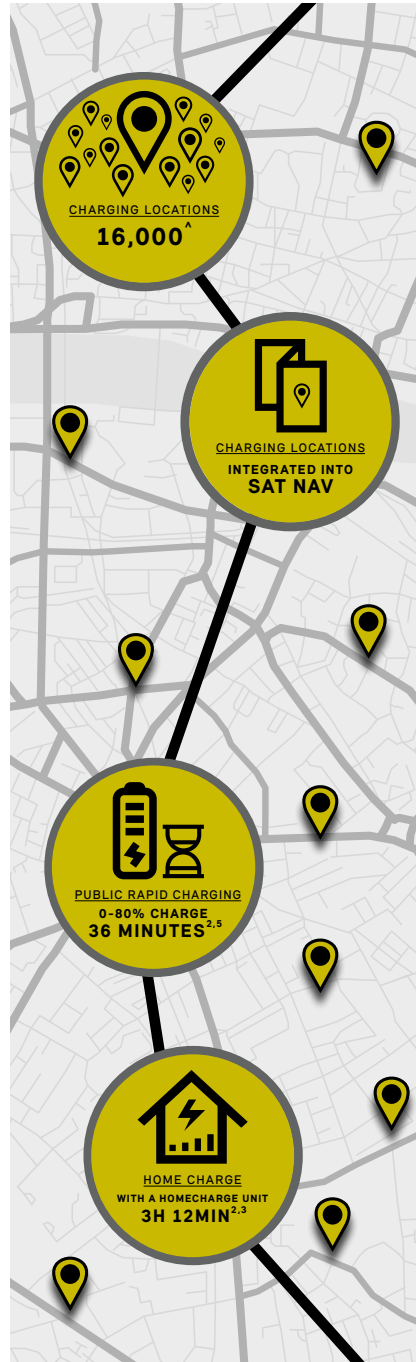 CHARGING LOCATIONS
16,000^
CHARGING LOCATIONS
INTEGRATED INTO
SAT NAV
PUBLIC RAPID CHARGING
0-80% CHARGE
36 MINUTES2,5
HOME CHARGE
WITH A HOMECHARGE UNIT
3H 12MIN2,3